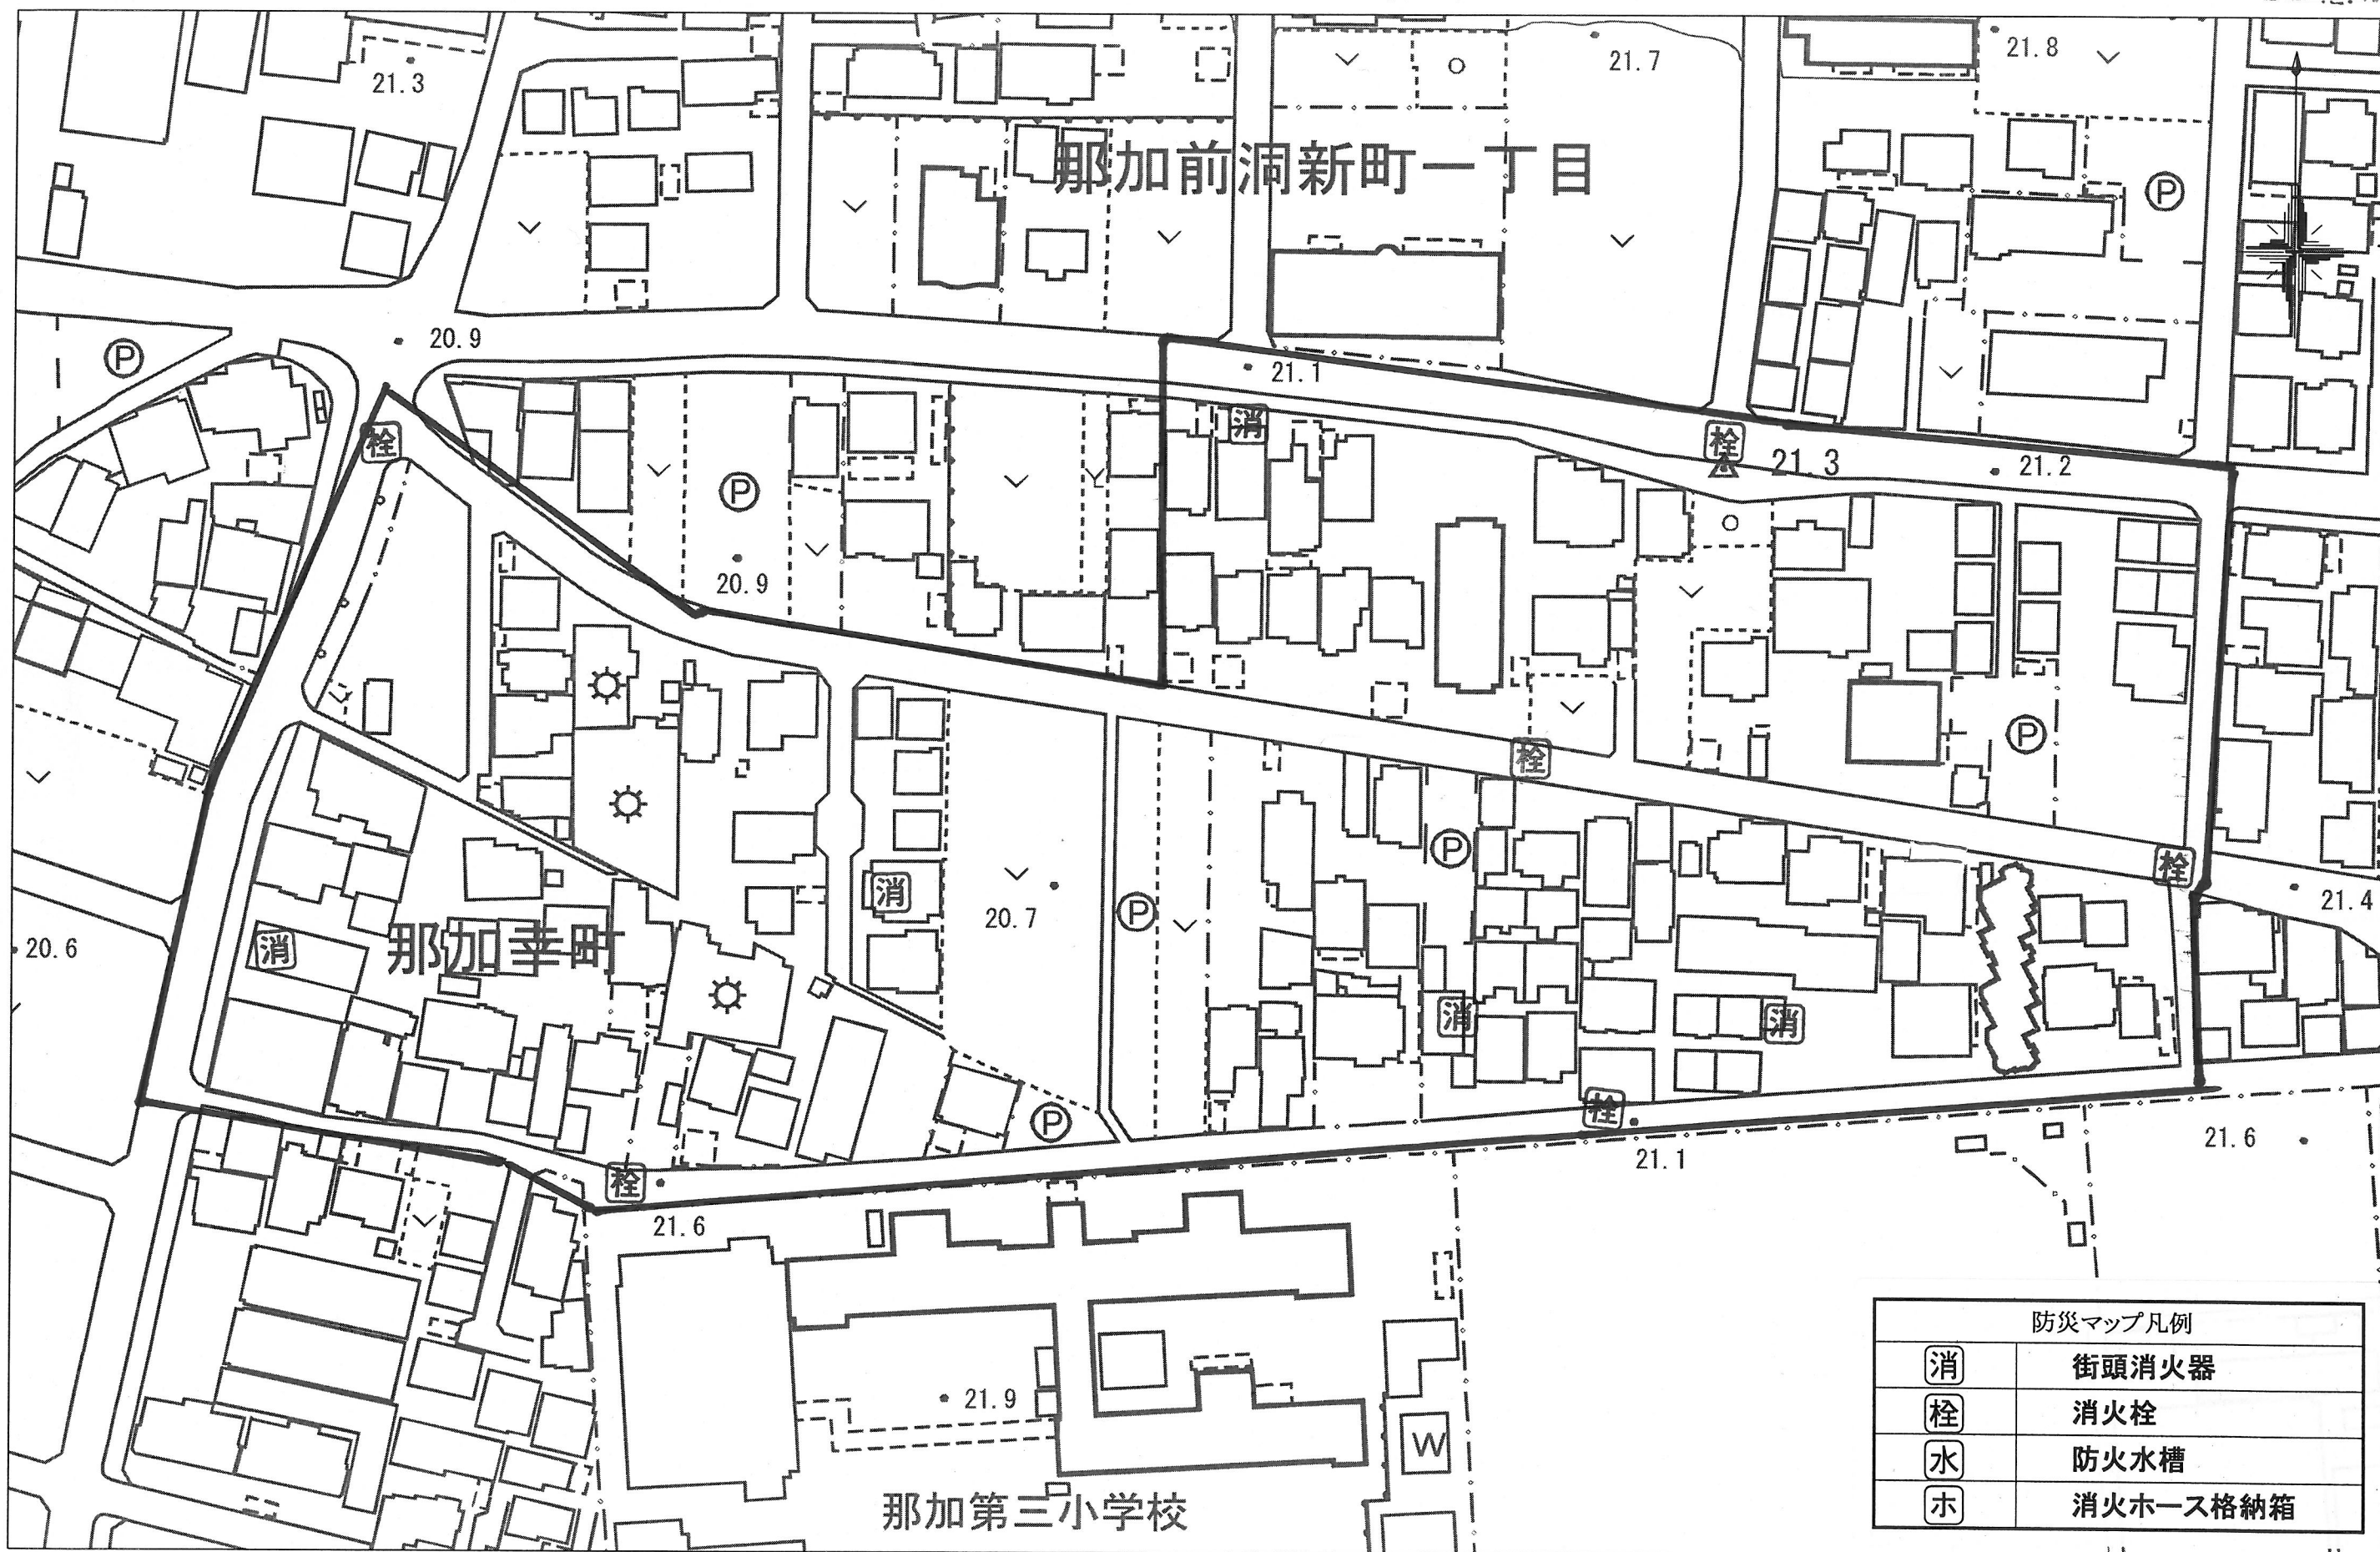 21.7
21.8
21.3
那加前洞新町一丁目
P
20.9
P
21.1
消
栓
栓
21.3
21.2
P
20.9
P
栓
P
栓
消
20.7
P
21.4
那加幸町
消
20.6
消
消
栓
P
21.1
21.6
栓
21.6
21.9
W
那加第三小学校
防災マップ凡例
消 街頭消火器
栓 消火栓
水 防火水槽
ホ 消火ホース格納箱